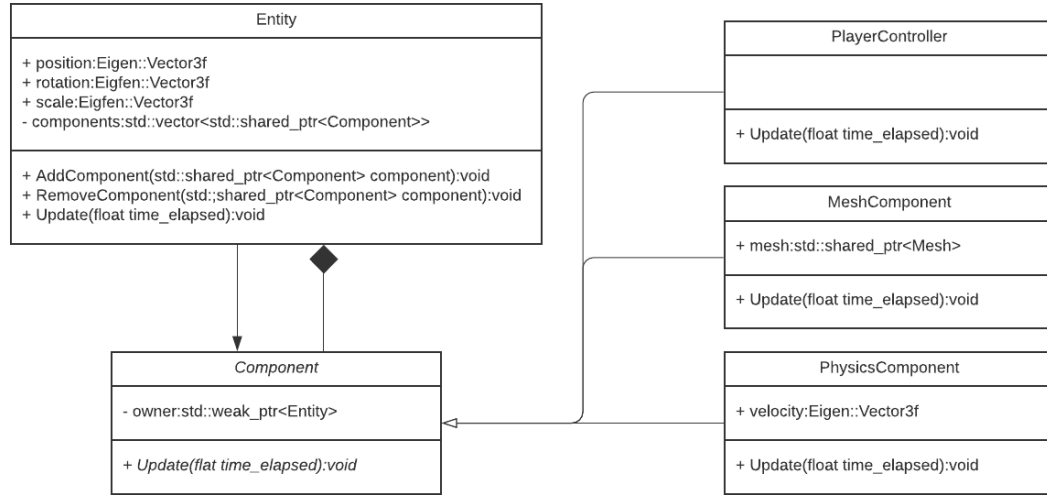 Entity
+ position:Eigen::Vector3f
+ rotation:Eigfen::Vector3f
+ scale:Eigfen::Vector3f
- components:std::vector<std::shared_ptr<Component>>
+ AddComponent(std::shared_ptr<Component> component):void
+ RemoveComponent(std:;shared_ptr<Component> component):void
+ Update(float time_elapsed):void
Component
- owner:std::weak_ptr<Entity>
+ Update(flat time_elapsed):void
PlayerController
+ Update(float time_elapsed):void
MeshComponent
+ mesh:std::shared_ptr<Mesh>
+ Update(float time_elapsed):void
PhysicsComponent
+ velocity:Eigen::Vector3f
+ Update(float time_elapsed):void